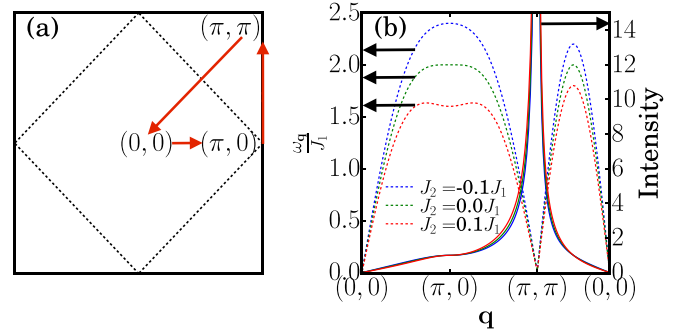 (a)
(π, π)
(0, 0)
(π, 0)
(b)
2.5
2.0
1.5
1.0
0.5
0.0
ω_q/J_1
J_2 =-0.1J_1
J_2 =0.0J_1
J_2 =0.1J_1
14
12
10
8
6
4
2
0
Intensity
(0, 0)
(π, 0)
(π, π)
(0, 0)
q